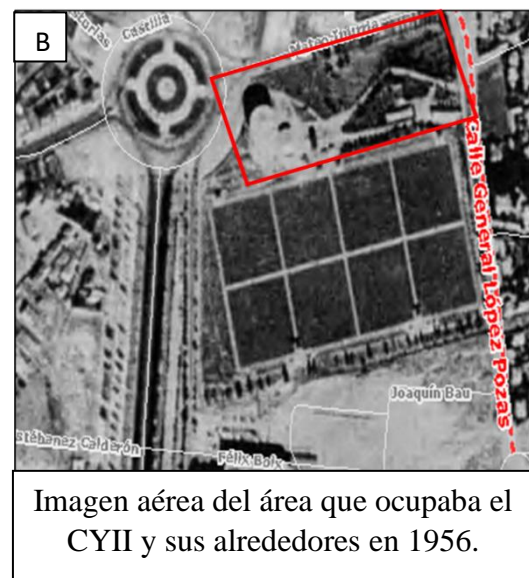 B
Asturias
Castilla
Mateo Inurria
Calle General López Pozas
Joaquín Bau
Estébanez Calderón
Félix Boix
Imagen aérea del área que ocupaba el
CYII y sus alrededores en 1956.